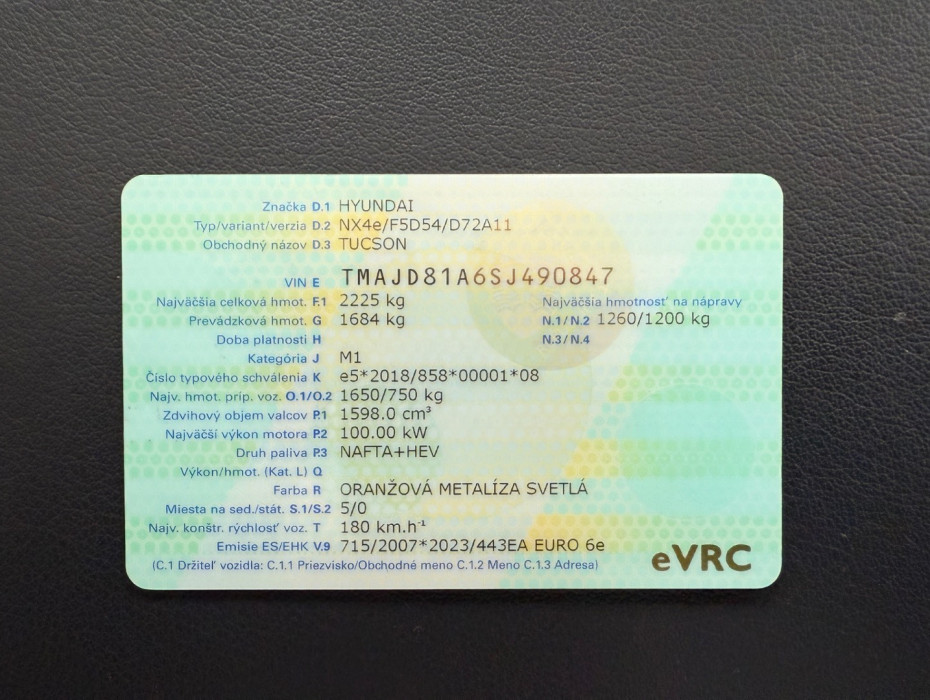 Značka D.1 HYUNDAI
Typ/variant/verzia D.2 NX4e/F5D54/D72A11
Obchodný názov D.3 TUCSON
VIN E TMAJD81A6SJ490847
Najväčšia celková hmot. F.1 2225 kg Najväčšia hmotnosť na nápravy
Prevádzková hmot. G 1684 kg N.1/N.2 1260/1200 kg
Doba platnosti H N.3/N.4
Kategória J M1
Číslo typového schválenia K e5*2018/858*00001*08
Najv. hmot. príp. voz. O.1/O.2 1650/750 kg
Zdvihový objem valcov P.1 1598.0 cm³
Najväčší výkon motora P.2 100.00 kW
Druh paliva P.3 NAFTA+HEV
Výkon/hmot. (Kat. L) Q
Farba R ORANŽOVÁ METALÍZA SVETLÁ
Miesta na sed./stát. S.1/S.2 5/0
Najv. konštr. rýchlosť voz. T 180 km.h⁻¹
Emisie ES/EHK V.9 715/2007*2023/443EA EURO 6e
(C.1 Držiteľ vozidla: C.1.1 Priezvisko/Obchodné meno C.1.2 Meno C.1.3 Adresa)
eVRC